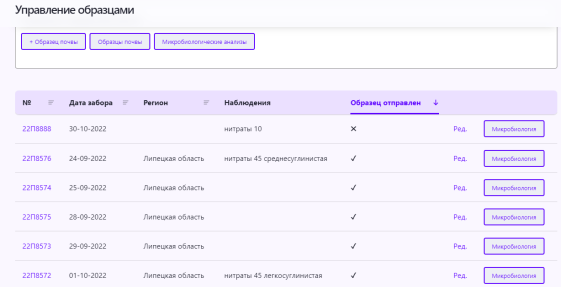 Управление образцами
+ Образец почвы Образцы почвы Микробиологические анализы
№ Дата забора Регион Наблюдения Образец отправлен ↓
22П8888 30-10-2022 нитраты 10 ✕ Ред. Микробиология
22П8576 24-09-2022 Липецкая область нитраты 45 среднесуглинистая ✓ Ред. Микробиология
22П8574 25-09-2022 Липецкая область ✓ Ред. Микробиология
22П8575 28-09-2022 Липецкая область ✓ Ред. Микробиология
22П8573 29-09-2022 Липецкая область ✓ Ред. Микробиология
22П8572 01-10-2022 Липецкая область нитраты 45 легкосуглинистая ✓ Ред. Микробиология